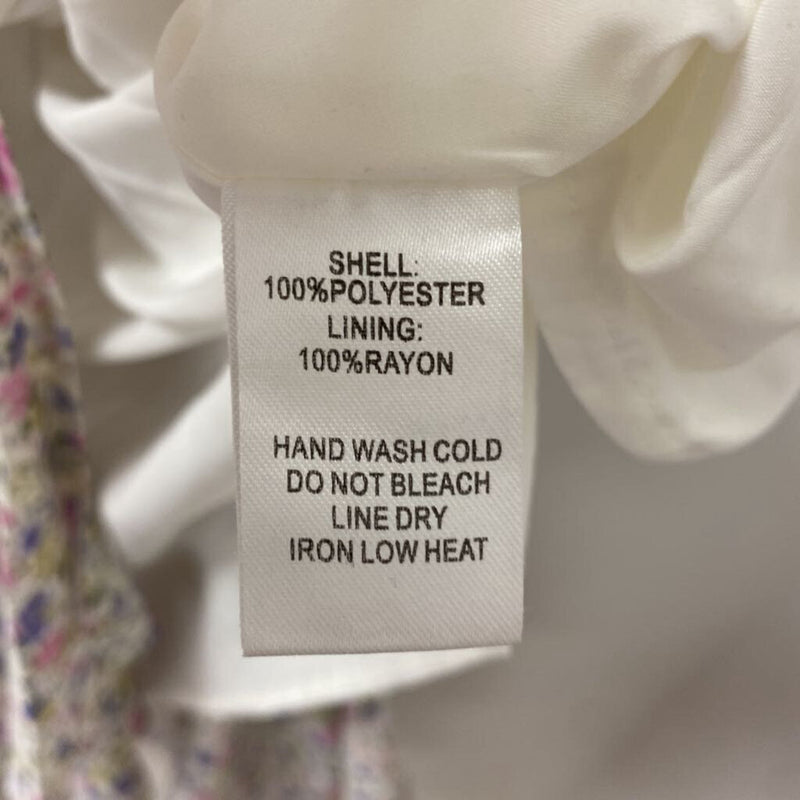 SHELL:
100%POLYESTER
LINING:
100%RAYON
HAND WASH COLD
DO NOT BLEACH
LINE DRY
IRON LOW HEAT